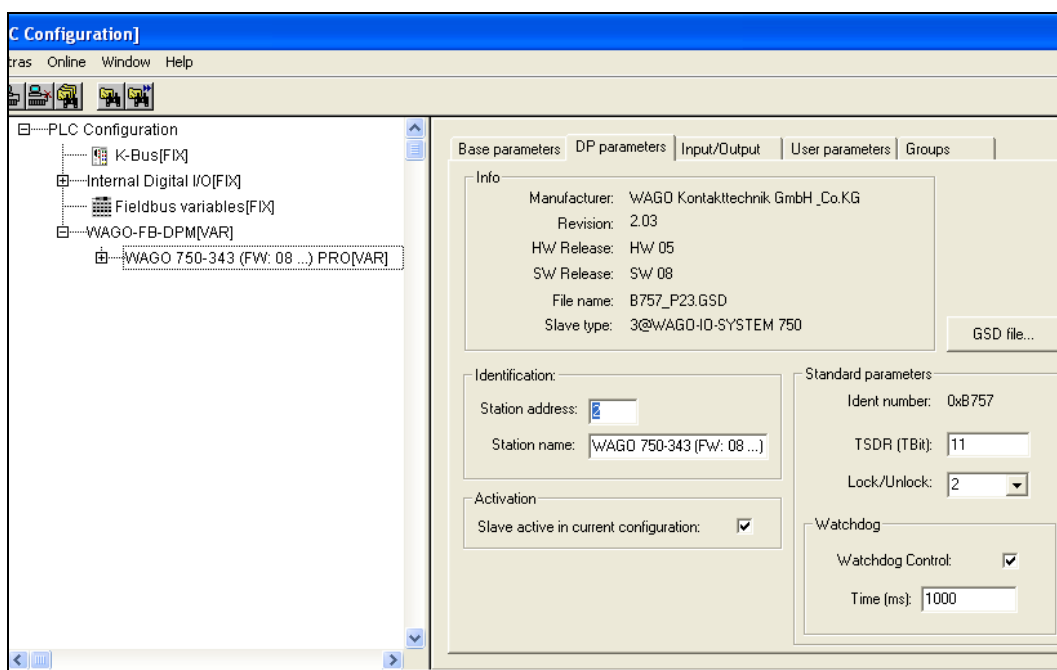 C Configuration]
tras Online Window Help
PLC Configuration
K-Bus[FIX]
Internal Digital I/O[FIX]
Fieldbus variables[FIX]
WAGO-FB-DPM[VAR]
WAGO 750-343 (FW: 08 ...) PRO[VAR]
Base parameters DP parameters Input/Output User parameters Groups
Info
Manufacturer: WAGO Kontakttechnik GmbH _Co.KG
Revision: 2.03
HW Release: HW 05
SW Release: SW 08
File name: B757_P23.GSD
Slave type: 3@WAGO-IO-SYSTEM 750
GSD file...
Identification:
Station address: 2
Station name: WAGO 750-343 (FW: 08 ...)
Activation
Slave active in current configuration:
Standard parameters
Ident number: 0xB757
TSDR (TBit): 11
Lock/Unlock: 2
Watchdog
Watchdog Control:
Time (ms): 1000